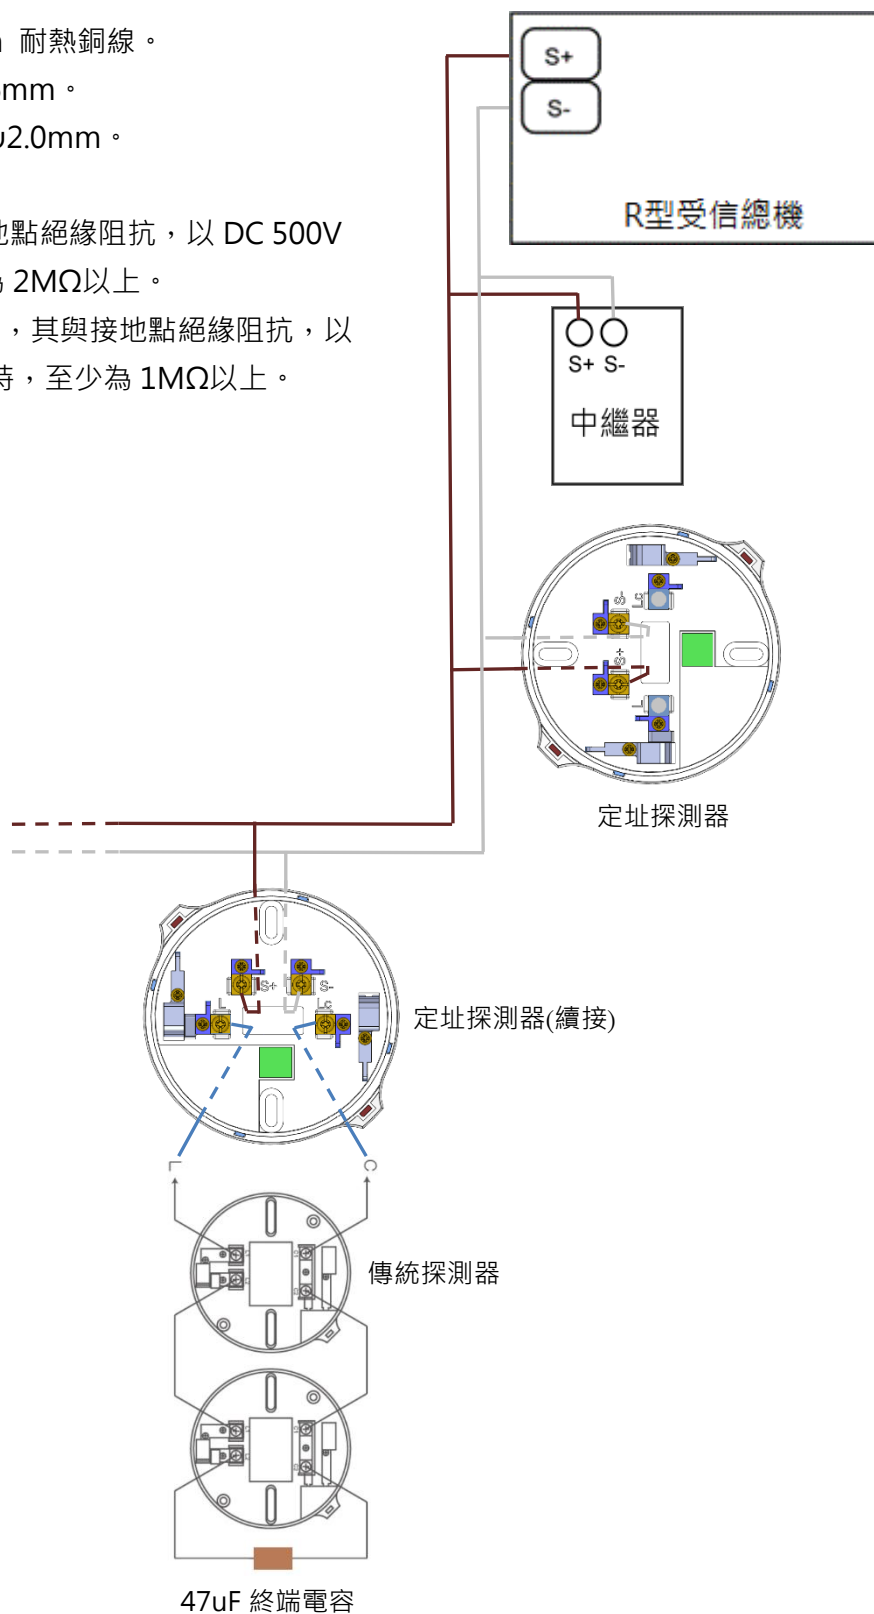 耐熱銅線。
mm。
2.0mm。
點絕緣阻抗，以 DC 500V
2MΩ以上。
，其與接地點絕緣阻抗，以
時，至少為 1MΩ以上。
S+
S-
R型受信總機
S+ S-
中繼器
S-
Lc
S+
L
定址探測器
S+
S-
L
Lc
定址探測器(續接)
L
C
傳統探測器
47uF 終端電容